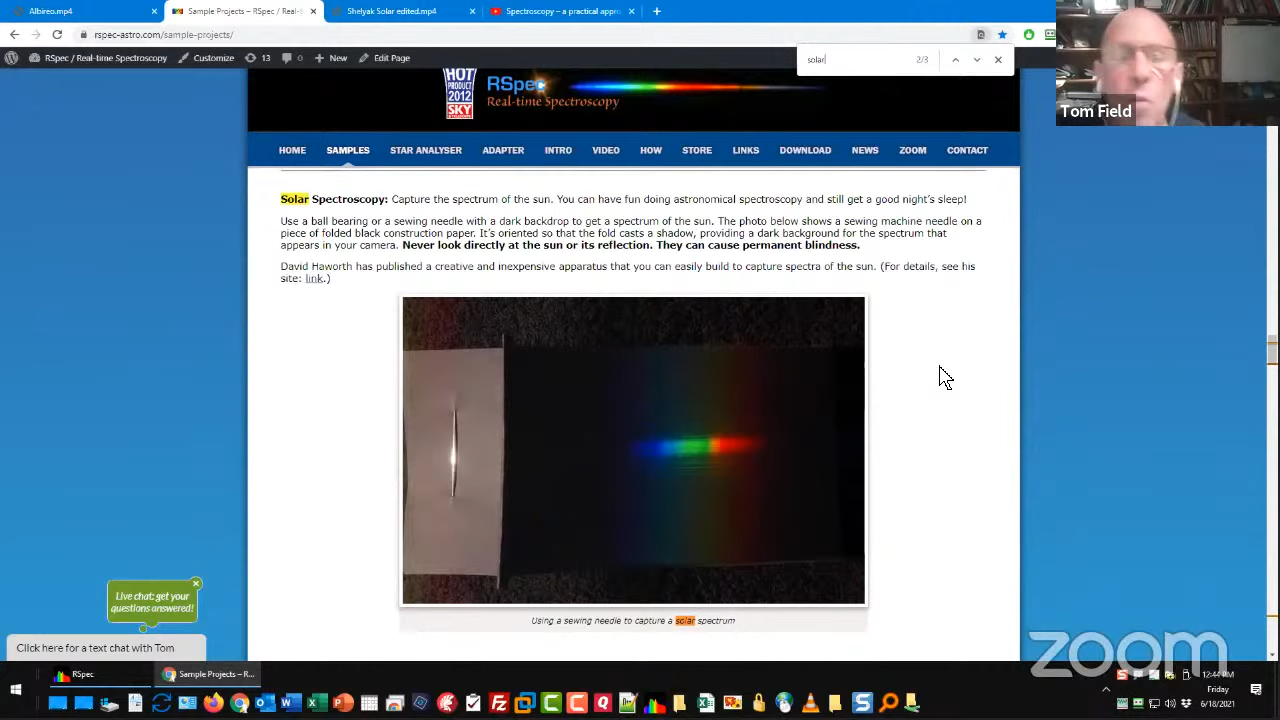 Albireo.mp4
Sample Projects – RSpec / Real-t
Shelyak Solar edited.mp4
Spectroscopy – a practical appro
rspec-astro.com/sample-projects/
solar
2/3
RSpec / Real-time Spectroscopy
Customize
13
0
New
Edit Page
Tom Field
HOT
PRODUCT
2012
SKY
RSpec
Real-time Spectroscopy
HOME
SAMPLES
STAR ANALYSER
ADAPTER
INTRO
VIDEO
HOW
STORE
LINKS
DOWNLOAD
NEWS
ZOOM
CONTACT
Solar Spectroscopy: Capture the spectrum of the sun. You can have fun doing astronomical spectroscopy and still get a good night's sleep!
Use a ball bearing or a sewing needle with a dark backdrop to get a spectrum of the sun. The photo below shows a sewing machine needle on a
piece of folded black construction paper. It's oriented so that the fold casts a shadow, providing a dark background for the spectrum that
appears in your camera. Never look directly at the sun or its reflection. They can cause permanent blindness.
David Haworth has published a creative and inexpensive apparatus that you can easily build to capture spectra of the sun. (For details, see his
site: link.)
Using a sewing needle to capture a solar spectrum
Live chat: get your
questions answered!
Click here for a text chat with Tom
zoom
RSpec
Sample Projects – R...
12:44 PM
Friday
6/18/2021